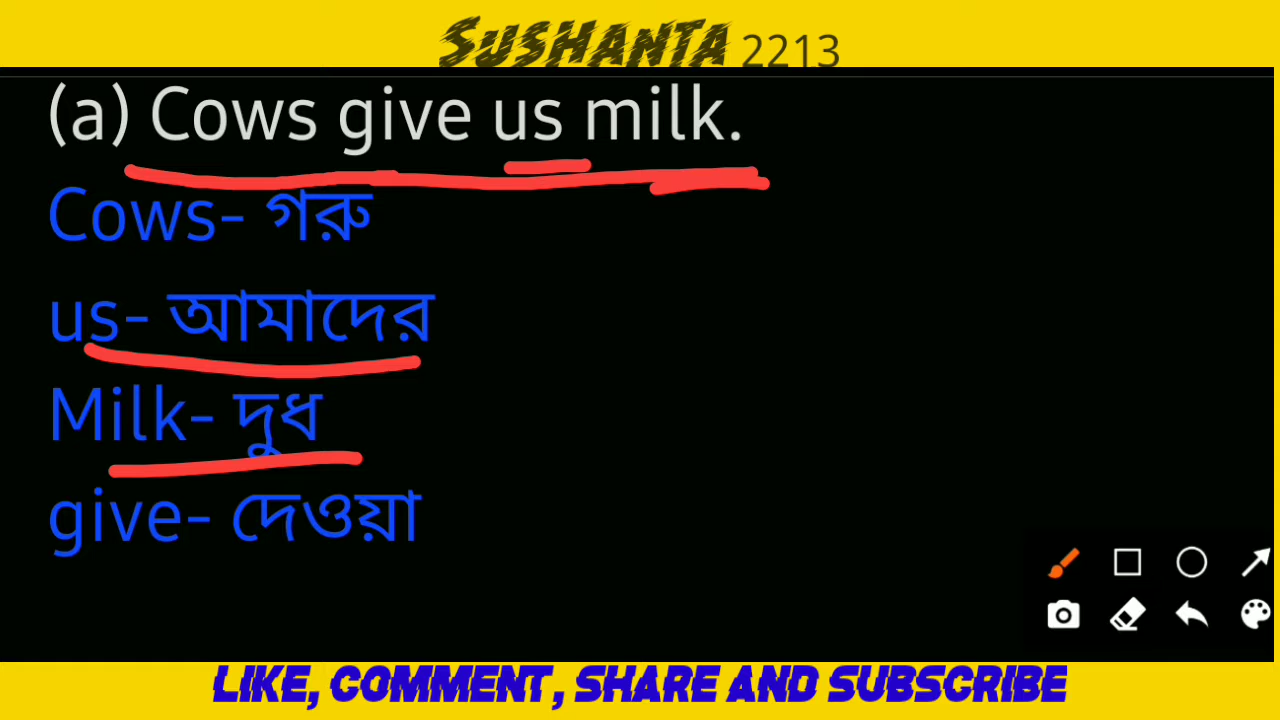 SUSHANTA 2213
(a) Cows give us milk.
Cows- গরু
us- আমাদের
Milk- দুধ
give- দেওয়া
LIKE, COMMENT, SHARE AND SUBSCRIBE